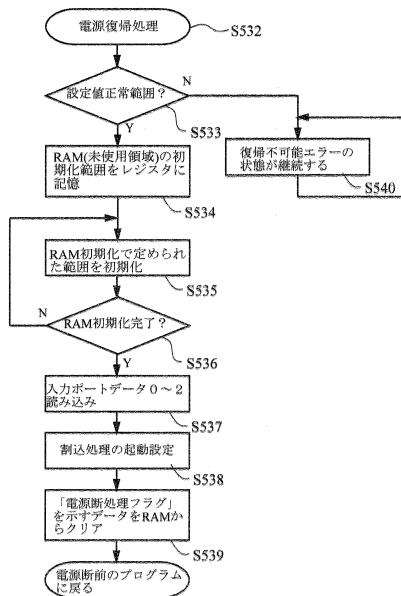 電源復帰処理
S532
設定値正常範囲？
N
Y
S533
RAM(未使用領域)の初
期化範囲をレジスタに
記憶
S534
復帰不可能エラーの
状態が継続する
S540
RAM初期化で定められ
た範囲を初期化
S535
N
RAM初期化完了？
Y
S536
入力ポートデータ０～２
読み込み
S537
割込処理の起動設定
S538
「電源断処理フラグ」
を示すデータをRAMか
らクリア
S539
電源断前のプログラム
に戻る